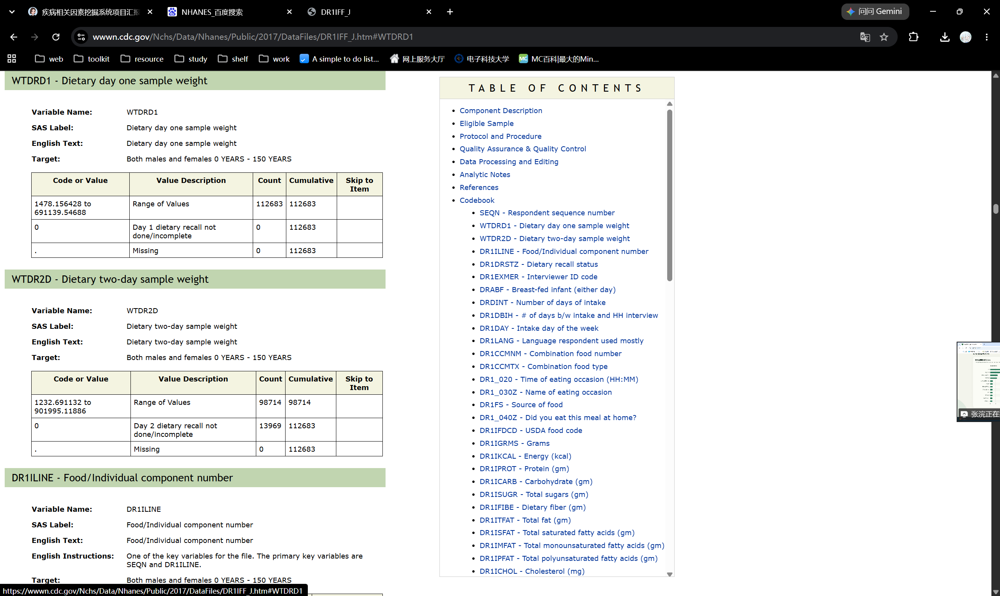 疾病相关因素挖掘系统项目汇报
NHANES_百度搜索
DR1IFF_J
问问 Gemini
wwwn.cdc.gov/Nchs/Data/Nhanes/Public/2017/DataFiles/DR1IFF_J.htm#WTDRD1
web toolkit resource study shelf work A simple to do list... 网上服务大厅 电子科技大学 MC百科|最大的Min...
WTDRD1 - Dietary day one sample weight
Variable Name: WTDRD1
SAS Label: Dietary day one sample weight
English Text: Dietary day one sample weight
Target: Both males and females 0 YEARS - 150 YEARS
Code or Value Value Description Count Cumulative Skip to
Item
1478.156428 to Range of Values 112683 112683
691139.54688
0 Day 1 dietary recall not 0 112683
done/incomplete
. Missing 0 112683
WTDR2D - Dietary two-day sample weight
Variable Name: WTDR2D
SAS Label: Dietary two-day sample weight
English Text: Dietary two-day sample weight
Target: Both males and females 0 YEARS - 150 YEARS
Code or Value Value Description Count Cumulative Skip to
Item
1232.691132 to Range of Values 98714 98714
901995.11886
0 Day 2 dietary recall not 13969 112683
done/incomplete
. Missing 0 112683
DR1ILINE - Food/Individual component number
Variable Name: DR1ILINE
SAS Label: Food/Individual component number
English Text: Food/Individual component number
English Instructions: One of the key variables for the file. The primary key variables are
SEQN and DR1ILINE.
Target: Both males and females 0 YEARS - 150 YEARS
https://wwwn.cdc.gov/Nchs/Data/Nhanes/Public/2017/DataFiles/DR1IFF_J.htm#WTDRD1
TABLE OF CONTENTS
Component Description
Eligible Sample
Protocol and Procedure
Quality Assurance & Quality Control
Data Processing and Editing
Analytic Notes
References
Codebook
SEQN - Respondent sequence number
WTDRD1 - Dietary day one sample weight
WTDR2D - Dietary two-day sample weight
DR1ILINE - Food/Individual component number
DR1DRSTZ - Dietary recall status
DR1EXMER - Interviewer ID code
DRABF - Breast-fed infant (either day)
DRDINT - Number of days of intake
DR1DBIH - # of days b/w intake and HH interview
DR1DAY - Intake day of the week
DR1LANG - Language respondent used mostly
DR1CCMNM - Combination food number
DR1CCMTX - Combination food type
DR1_020 - Time of eating occasion (HH:MM)
DR1_030Z - Name of eating occasion
DR1FS - Source of food
DR1_040Z - Did you eat this meal at home?
DR1IFDCD - USDA food code
DR1IGRMS - Grams
DR1IKCAL - Energy (kcal)
DR1IPROT - Protein (gm)
DR1ICARB - Carbohydrate (gm)
DR1ISUGR - Total sugars (gm)
DR1IFIBE - Dietary fiber (gm)
DR1ITFAT - Total fat (gm)
DR1ISFAT - Total saturated fatty acids (gm)
DR1IMFAT - Total monounsaturated fatty acids (gm)
DR1IPFAT - Total polyunsaturated fatty acids (gm)
DR1ICHOL - Cholesterol (mg)
张浣正在